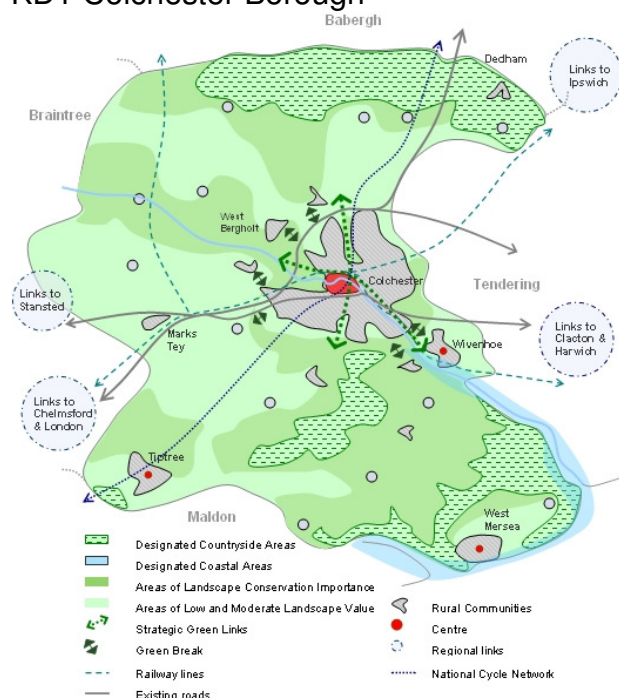 KD1 Colchester Borough
Babergh
Dedham
Links to
Ipswich
Braintree
West
Bergholt
Colchester
Tendering
Links to
Stansted
Marks
Tey
Wivenhoe
Links to
Clacton &
Harwich
Links to
Chelmsford
& London
Tiptree
Maldon
West
Mersea
Designated Countryside Areas
Designated Coastal Areas
Areas of Landscape Conservation Importance
Areas of Low and Moderate Landscape Value
Strategic Green Links
Green Break
Railway lines
Existing roads
Rural Communities
Centre
Regional links
National Cycle Network